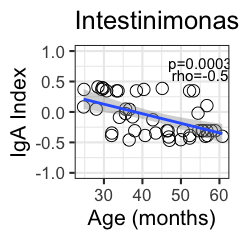 Intestinimonas
p=0.0003
rho=-0.5
1.0
0.5
0.0
-0.5
-1.0
IgA Index
30
40
50
60
Age (months)